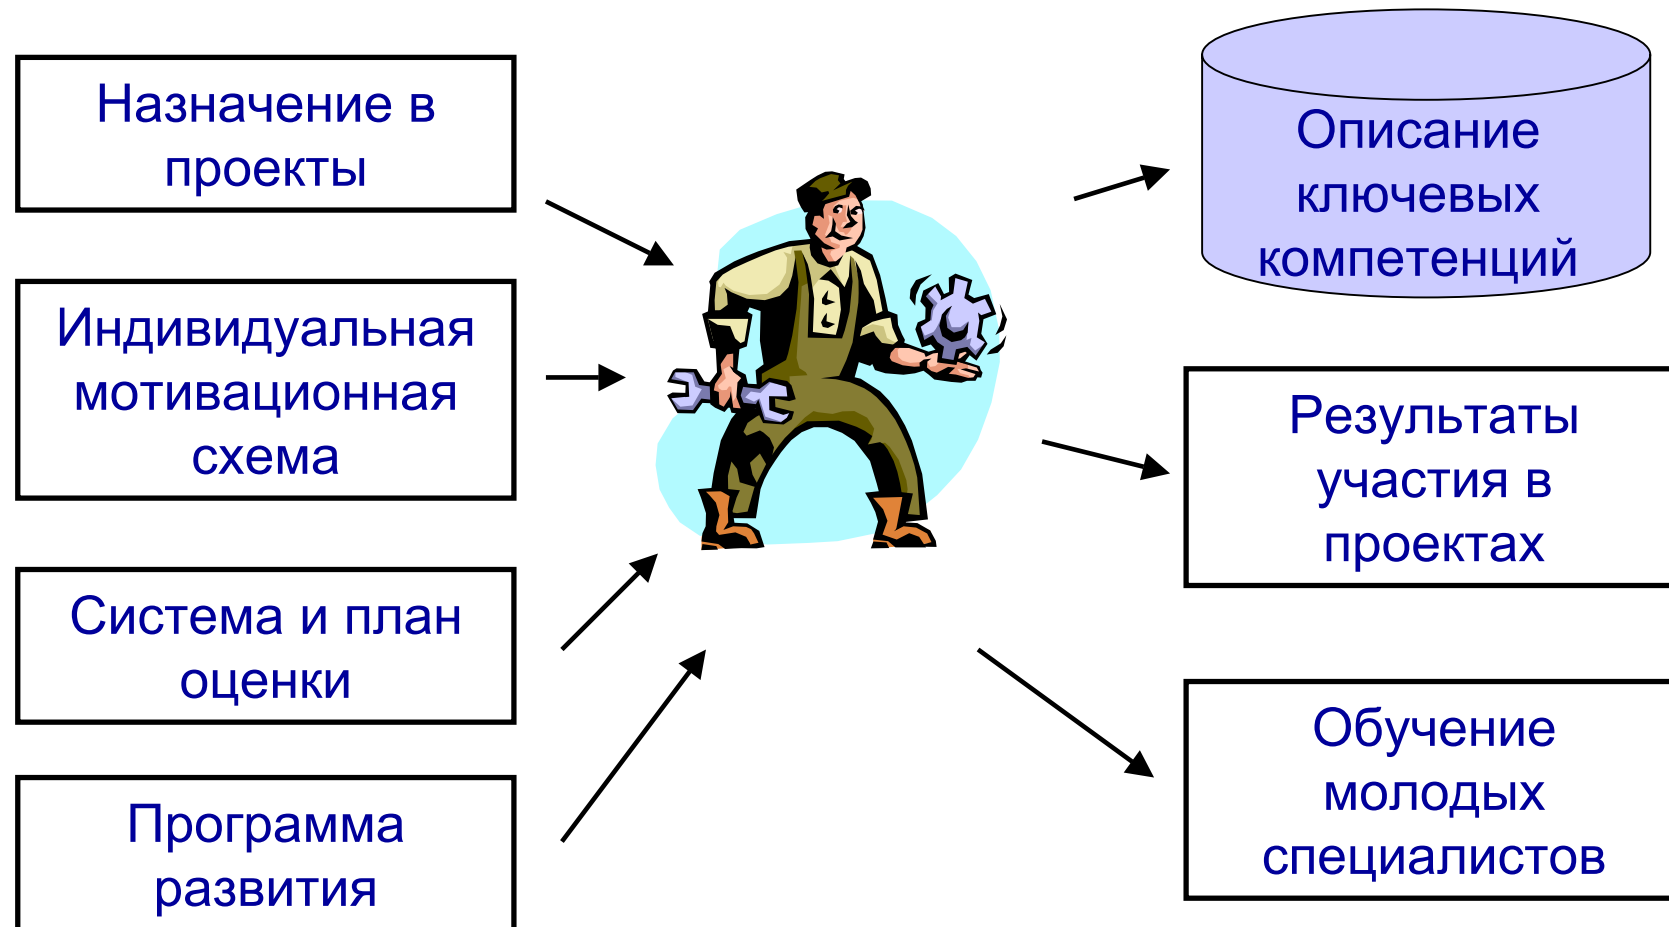 Назначение в
проекты
Индивидуальная
мотивационная
схема
Система и план
оценки
Программа
развития
Описание
ключевых
компетенций
Результаты
участия в
проектах
Обучение
молодых
специалистов